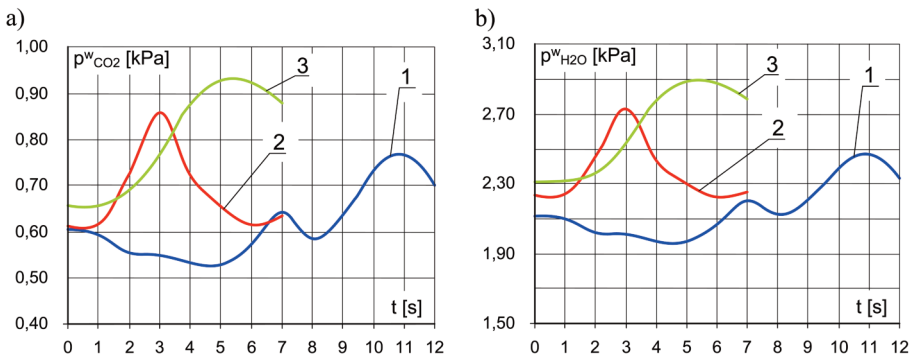 a)
1,00
0,90
0,80
0,70
0,60
0,50
0,40
p^w_CO2 [kPa]
3
1
2
t [s]
0 1 2 3 4 5 6 7 8 9 10 11 12
b)
3,10
2,70
2,30
1,90
1,50
p^w_H2O [kPa]
3
1
2
t [s]
0 1 2 3 4 5 6 7 8 9 10 11 12